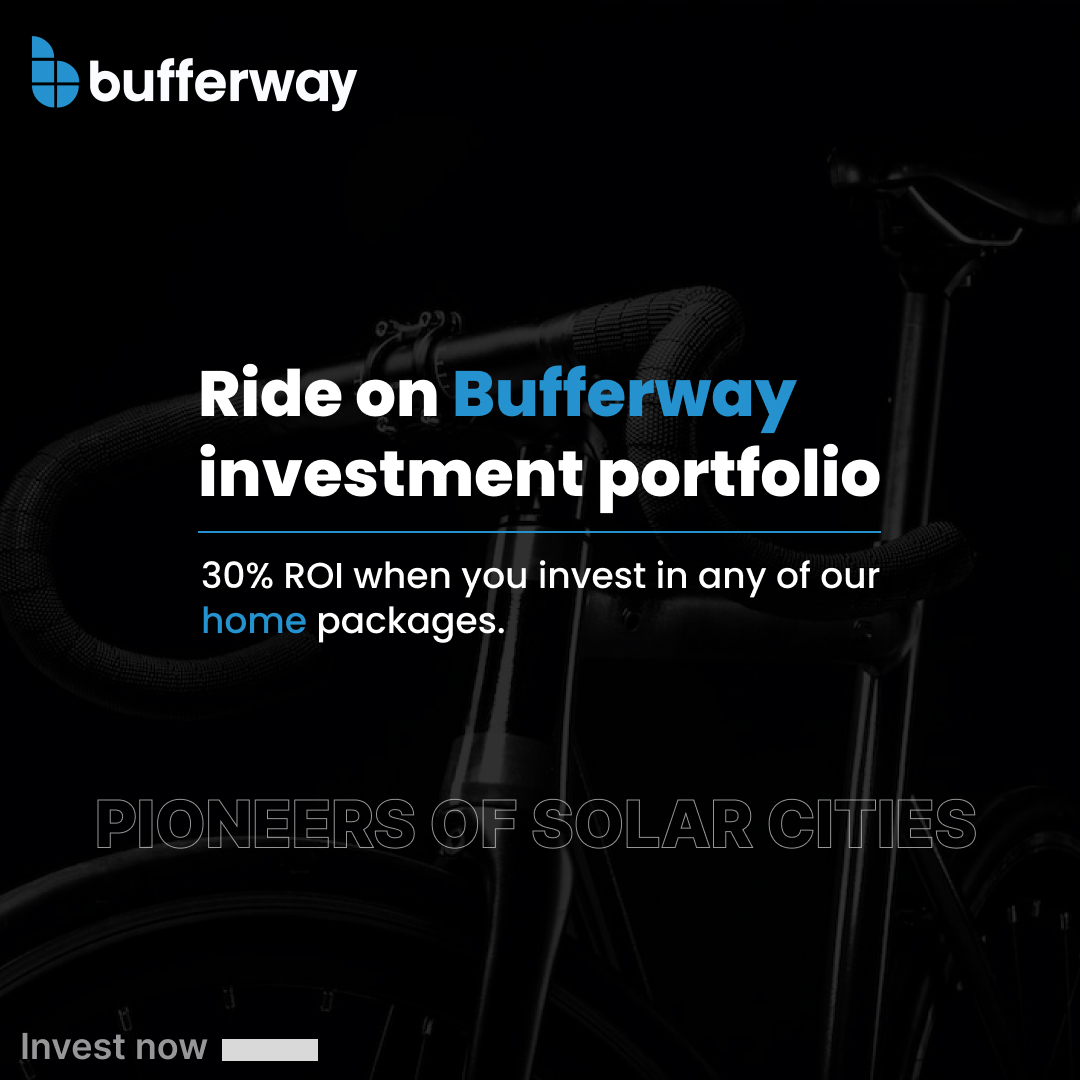 bufferway
Ride on Bufferway
investment portfolio
30% ROI when you invest in any of our
home packages.
PIONEERS OF SOLAR CITIES
Invest now